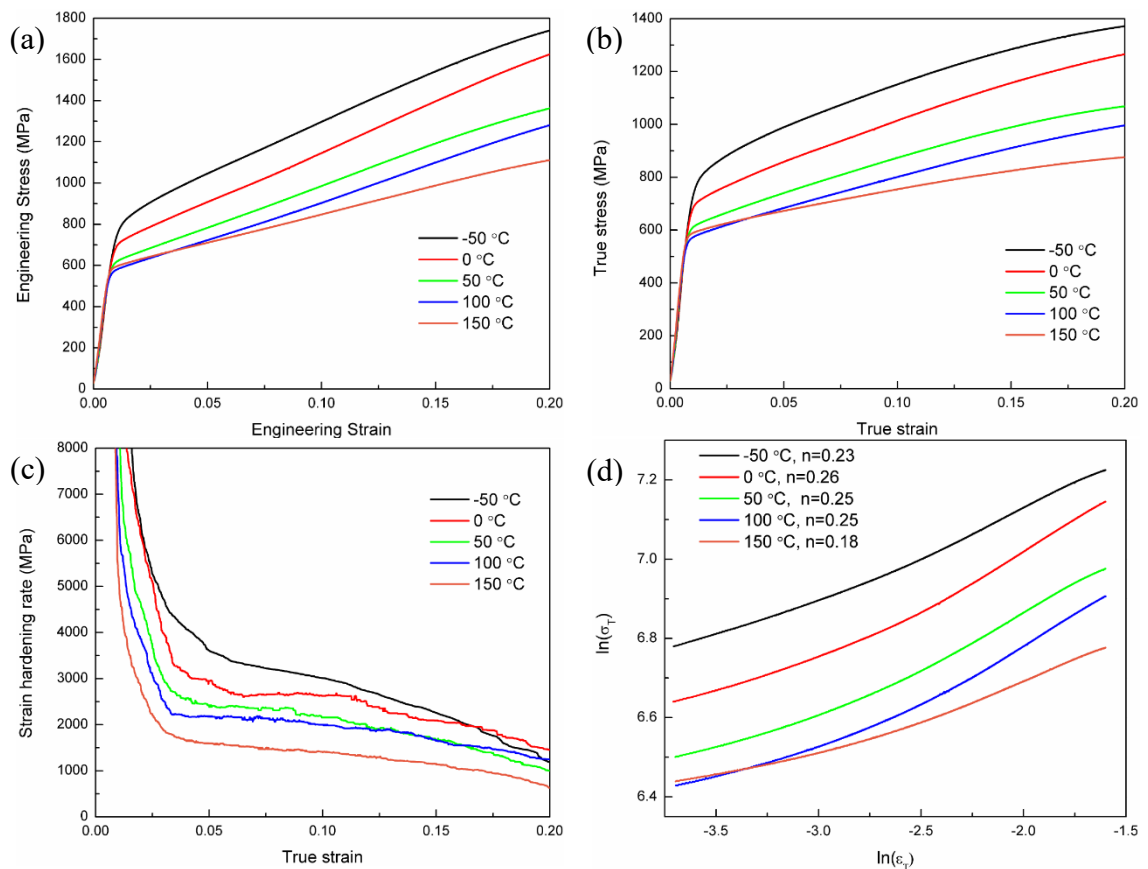 (a)
1800
1600
1400
1200
1000
800
600
400
200
0
Engineering Stress (MPa)
-50 °C
0 °C
50 °C
100 °C
150 °C
0.00 0.05 0.10 0.15 0.20
Engineering Strain
(b)
1400
1200
1000
800
600
400
200
0
True stress (MPa)
-50 °C
0 °C
50 °C
100 °C
150 °C
0.00 0.05 0.10 0.15 0.20
True strain
(c)
8000
7000
6000
5000
4000
3000
2000
1000
0
Strain hardening rate (MPa)
-50 °C
0 °C
50 °C
100 °C
150 °C
0.00 0.05 0.10 0.15 0.20
True strain
(d)
7.2
7.0
6.8
6.6
6.4
ln(σT)
-50 °C, n=0.23
0 °C, n=0.26
50 °C, n=0.25
100 °C, n=0.25
150 °C, n=0.18
-3.5 -3.0 -2.5 -2.0 -1.5
ln(εT)